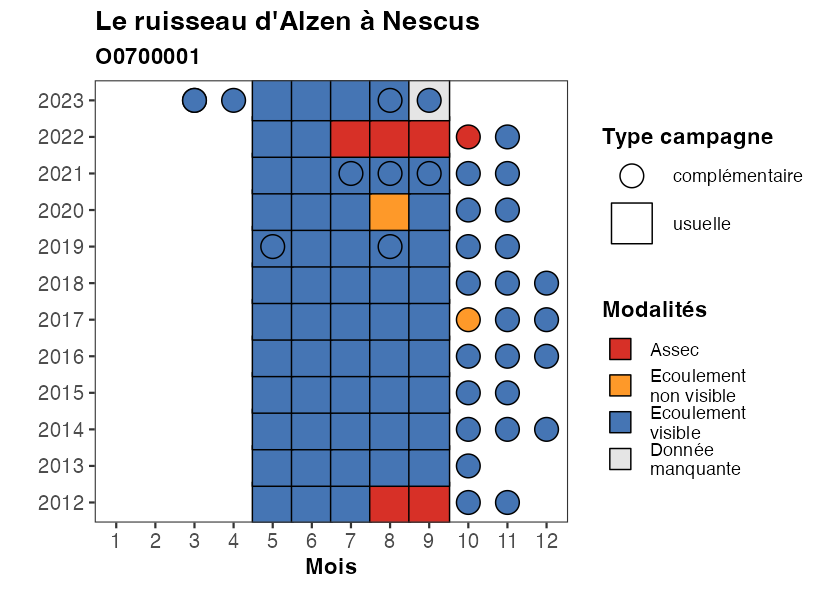 Le ruisseau d'Alzen à Nescus
O0700001
2023
2022
2021
2020
2019
2018
2017
2016
2015
2014
2013
2012
1 2 3 4 5 6 7 8 9 10 11 12
Mois
Type campagne
complémentaire
usuelle
Modalités
Assec
Ecoulement
non visible
Ecoulement
visible
Donnée
manquante